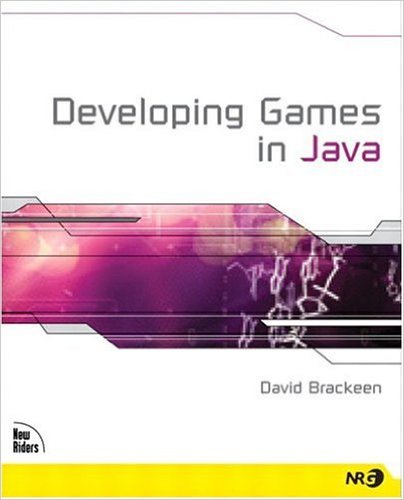 Developing Games
in Java
David Brackeen
New
Riders
NRG